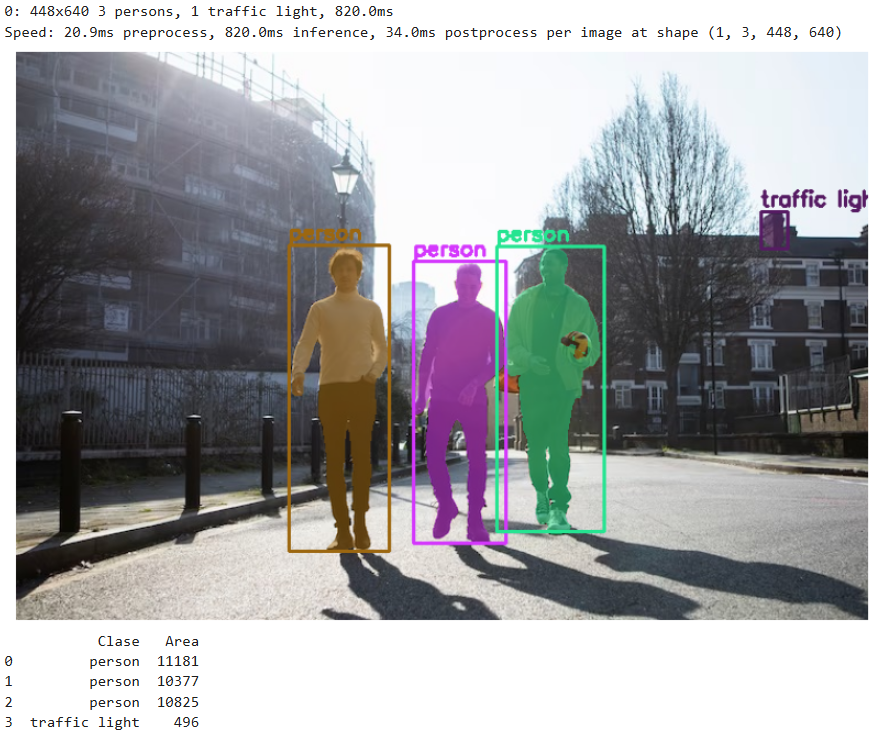 0: 448x640 3 persons, 1 traffic light, 820.0ms
Speed: 20.9ms preprocess, 820.0ms inference, 34.0ms postprocess per image at shape (1, 3, 448, 640)
traffic ligh
person
person
person
Clase Area
0 person 11181
1 person 10377
2 person 10825
3 traffic light 496